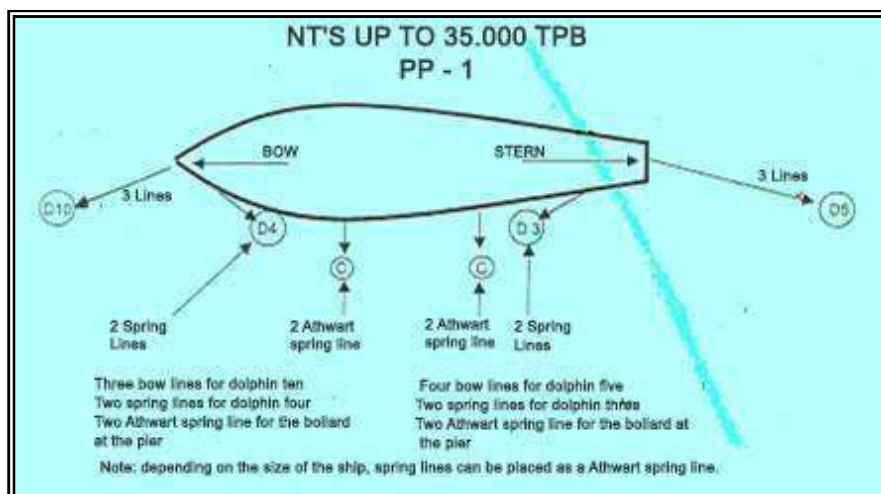 NT'S UP TO 35.000 TPB
PP - 1
BOW
STERN
3 Lines
3 Lines
D10
D4
D3
D5
C
C
2 Spring
Lines
2 Athwart
spring line
2 Athwart
spring line
2 Spring
Lines
Three bow lines for dolphin ten
Two spring lines for dolphin four
Two Athwart spring line for the bollard
at the pier
Four bow lines for dolphin five
Two spring lines for dolphin three
Two Athwart spring line for the bollard at
the pier
Note: depending on the size of the ship, spring lines can be placed as a Athwart spring line.